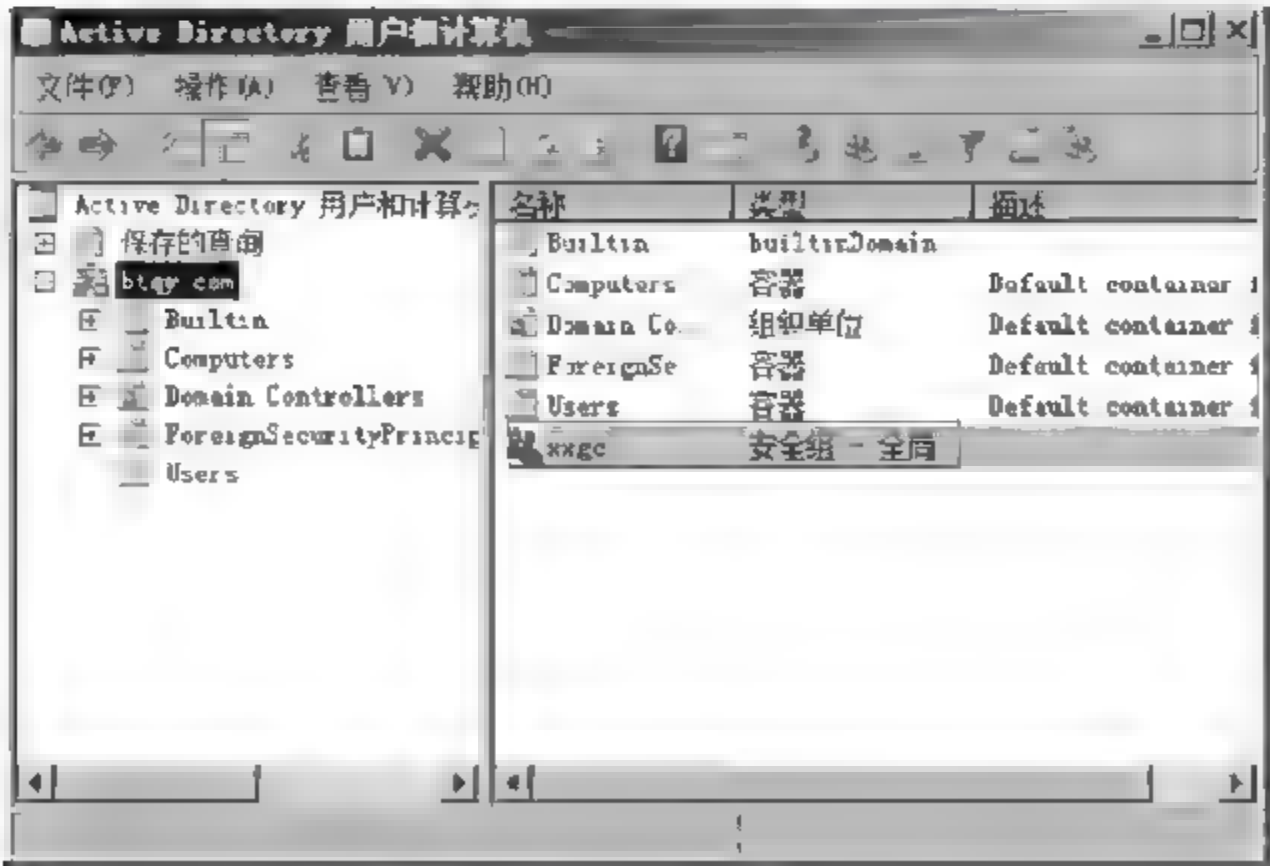 Active Directory 用户和计算机
文件(F) 操作(A) 查看(V) 帮助(H)
Active Directory 用户和计算
保存的查询
com
Builtin
Computers
Domain Controllers
ForeignSecurityPrincip
Users
名称 类型 描述
Builtin builtinDomain
Computers 容器 Default container
Domain Co... 组织单位 Default container
ForeignSe 容器 Default container
Users 容器 Default container
xxgc 安全组 - 全局